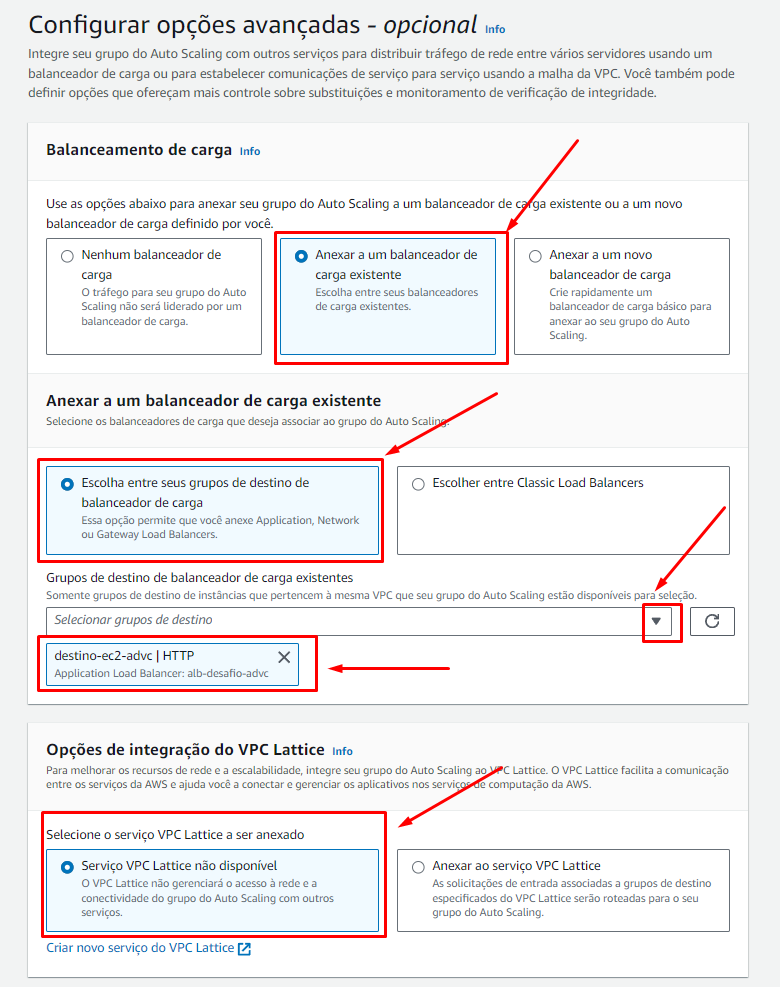 Configurar opções avançadas - opcional Info
Integre seu grupo do Auto Scaling com outros serviços para distribuir tráfego de rede entre vários servidores usando um
balanceador de carga ou para estabelecer comunicações de serviço para serviço usando a malha da VPC. Você também pode
definir opções que ofereçam mais controle sobre substituições e monitoramento de verificação de integridade.
Balanceamento de carga Info
Use as opções abaixo para anexar seu grupo do Auto Scaling a um balanceador de carga existente ou a um novo
balanceador de carga definido por você.
Nenhum balanceador de
carga
O tráfego para seu grupo do Auto
Scaling não será liderado por um
balanceador de carga.
Anexar a um balanceador de
carga existente
Escolha entre seus balanceadores
de carga existentes.
Anexar a um novo
balanceador de carga
Crie rapidamente um
balanceador de carga básico para
anexar ao seu grupo do Auto
Scaling.
Anexar a um balanceador de carga existente
Selecione os balanceadores de carga que deseja associar ao grupo do Auto Scaling.
Escolha entre seus grupos de destino de
balanceador de carga
Essa opção permite que você anexe Application, Network
ou Gateway Load Balancers.
Escolher entre Classic Load Balancers
Grupos de destino de balanceador de carga existentes
Somente grupos de destino de instâncias que pertencem à mesma VPC que seu grupo do Auto Scaling estão disponíveis para seleção.
Selecionar grupos de destino
destino-ec2-advc | HTTP
Application Load Balancer: alb-desafio-advc
Opções de integração do VPC Lattice Info
Para melhorar os recursos de rede e a escalabilidade, integre seu grupo do Auto Scaling ao VPC Lattice. O VPC Lattice facilita a comunicação
entre os serviços da AWS e ajuda você a conectar e gerenciar os aplicativos nos serviços de computação da AWS.
Selecione o serviço VPC Lattice a ser anexado
Serviço VPC Lattice não disponível
O VPC Lattice não gerenciará o acesso à rede e a
conectividade do grupo do Auto Scaling com outros
serviços.
Anexar ao serviço VPC Lattice
As solicitações de entrada associadas a grupos de destino
especificados do VPC Lattice serão roteadas para o seu
grupo do Auto Scaling.
Criar novo serviço do VPC Lattice